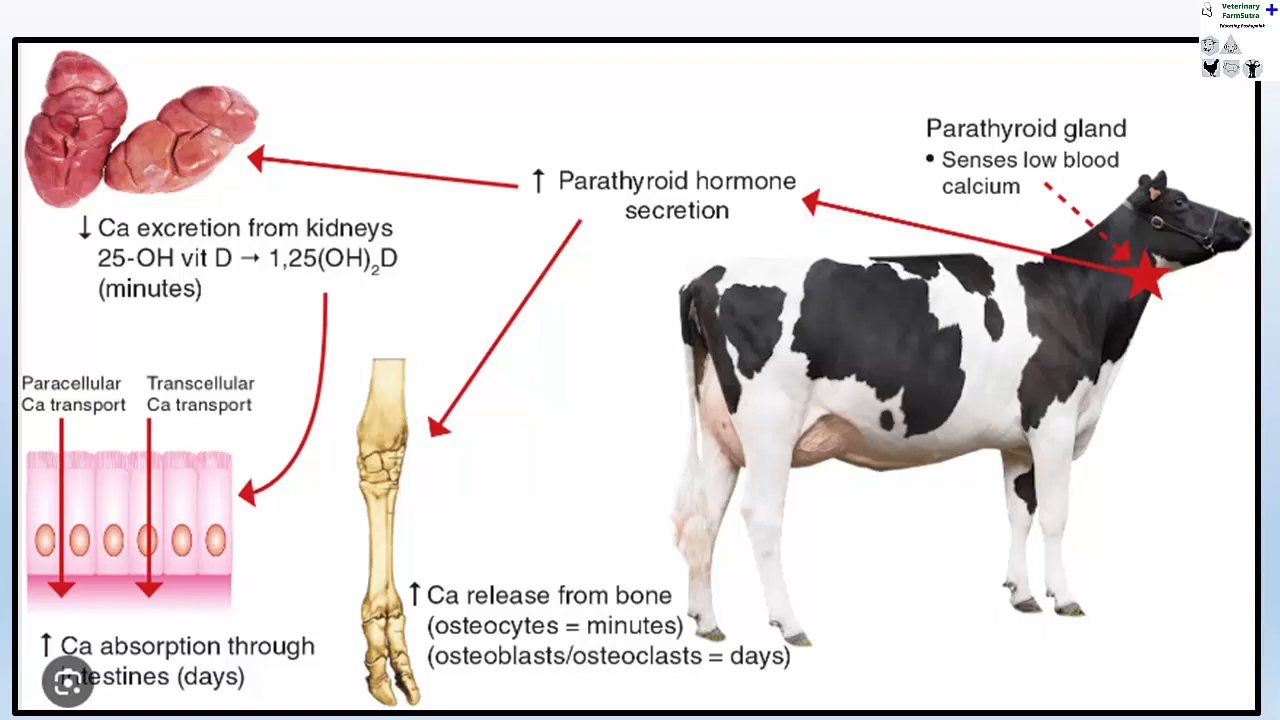 Veterinary
FarmSutra
Parathyroid gland
• Senses low blood
calcium
↑ Parathyroid hormone
secretion
↓ Ca excretion from kidneys
25-OH vit D → 1,25(OH)₂D
(minutes)
Paracellular
Ca transport
Transcellular
Ca transport
↑ Ca absorption through
intestines (days)
↑ Ca release from bone
(osteocytes = minutes)
(osteoblasts/osteoclasts = days)